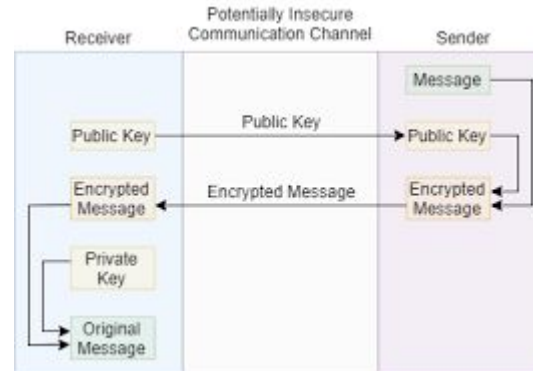 Potentially Insecure
Receiver
Communication Channel
Sender
Message
Public Key
Public Key
Public Key
Encrypted
Message
Encrypted Message
Encrypted
Message
Private
Key
Original
Message